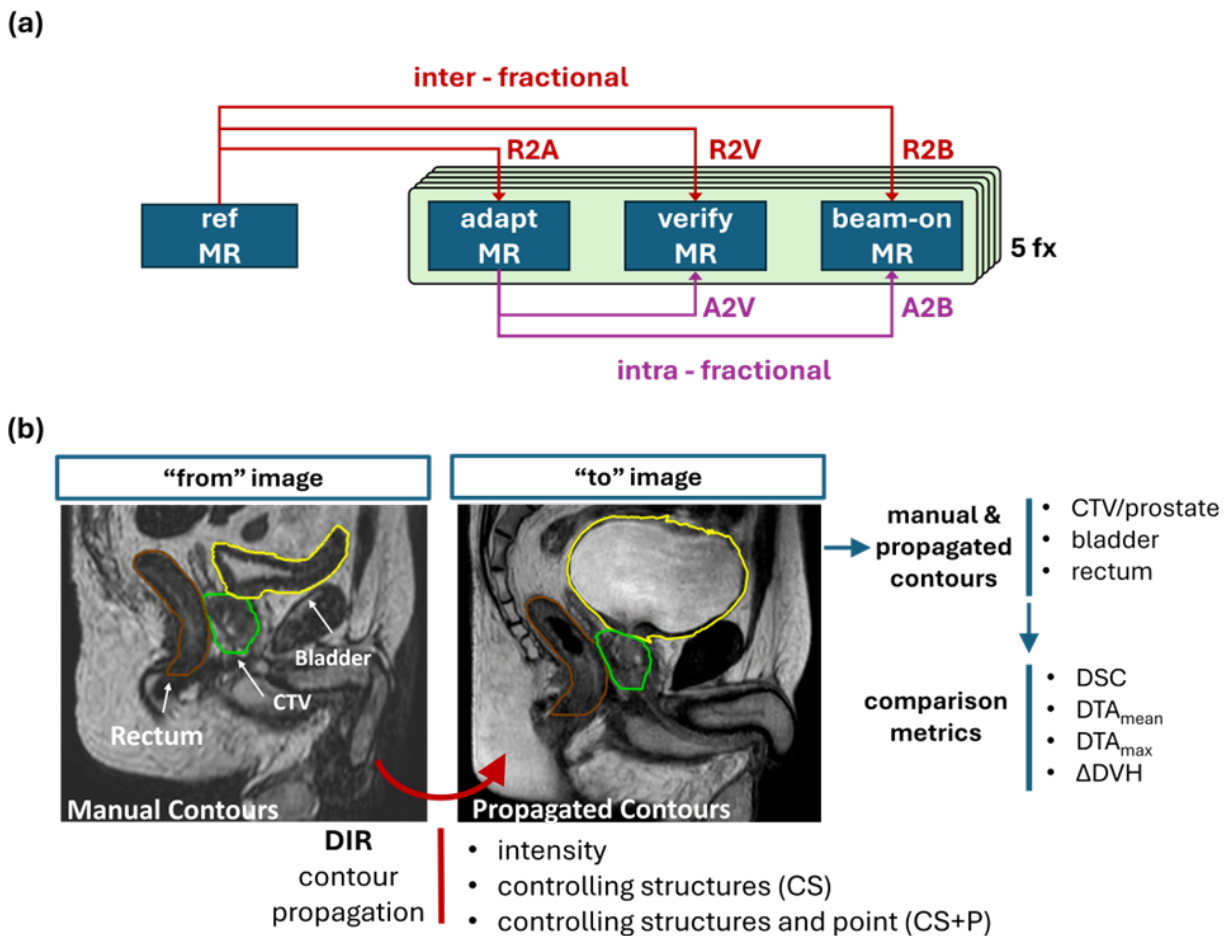 (a)
inter - fractional
R2A
R2V
R2B
ref
MR
adapt
MR
verify
MR
beam-on
MR
5 fx
A2V
A2B
intra - fractional
(b)
“from” image
“to” image
Bladder
CTV
Rectum
Manual Contours
Propagated Contours
manual &
propagated
contours
• CTV/prostate
• bladder
• rectum
comparison
metrics
• DSC
• DTAmean
• DTAmax
• ΔDVH
DIR
contour
propagation
• intensity
• controlling structures (CS)
• controlling structures and point (CS+P)